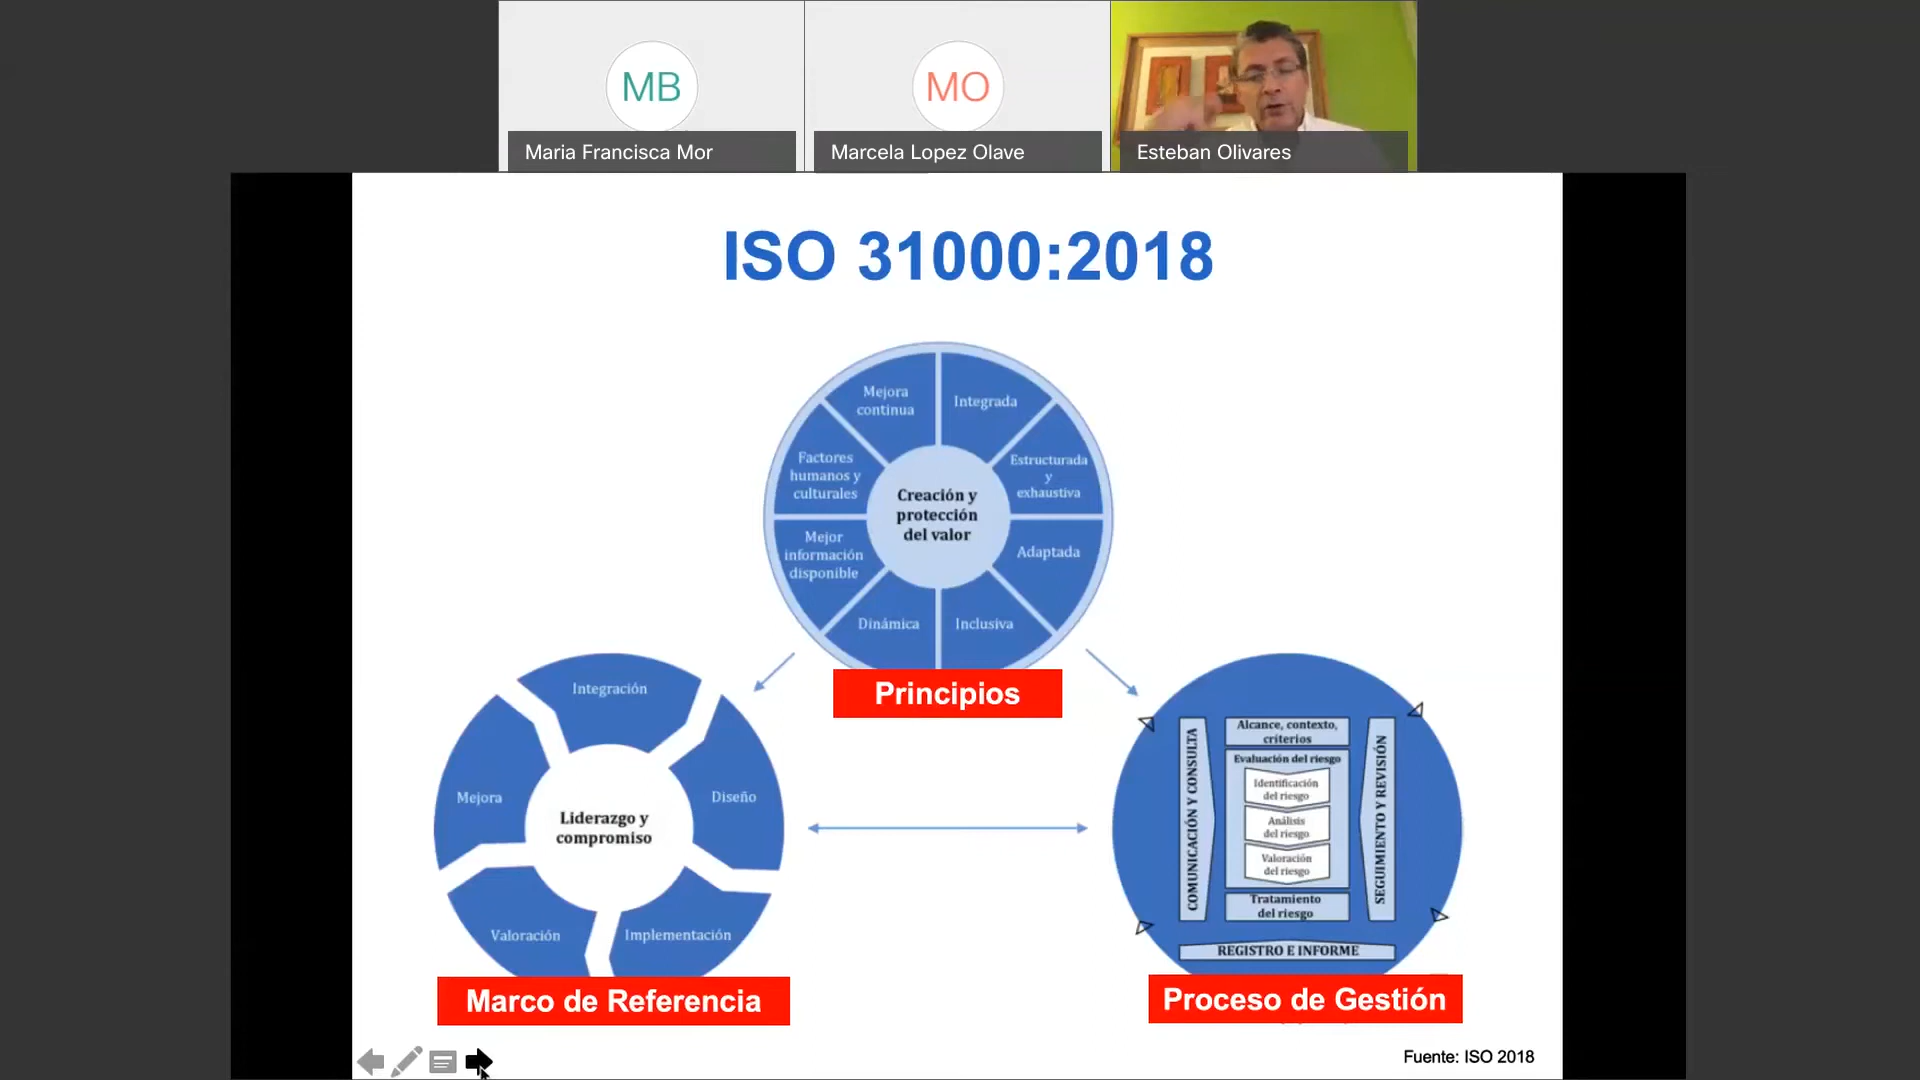 MB
MO
Maria Francisca Mor
Marcela Lopez Olave
Esteban Olivares
ISO 31000:2018
Mejora
continua
Integrada
Factores
humanos y
culturales
Estructurada
y
exhaustiva
Creación y
protección
del valor
Mejor
información
disponible
Adaptada
Dinámica
Inclusiva
Principios
Integración
Mejora
Diseño
Liderazgo y
compromiso
Valoración
Implementación
Marco de Referencia
Alcance, contexto,
criterios
Evaluación del riesgo
Identificación
del riesgo
Análisis
del riesgo
Valoración
del riesgo
Tratamiento
del riesgo
COMUNICACIÓN Y CONSULTA
SEGUIMIENTO Y REVISIÓN
REGISTRO E INFORME
Proceso de Gestión
Fuente: ISO 2018